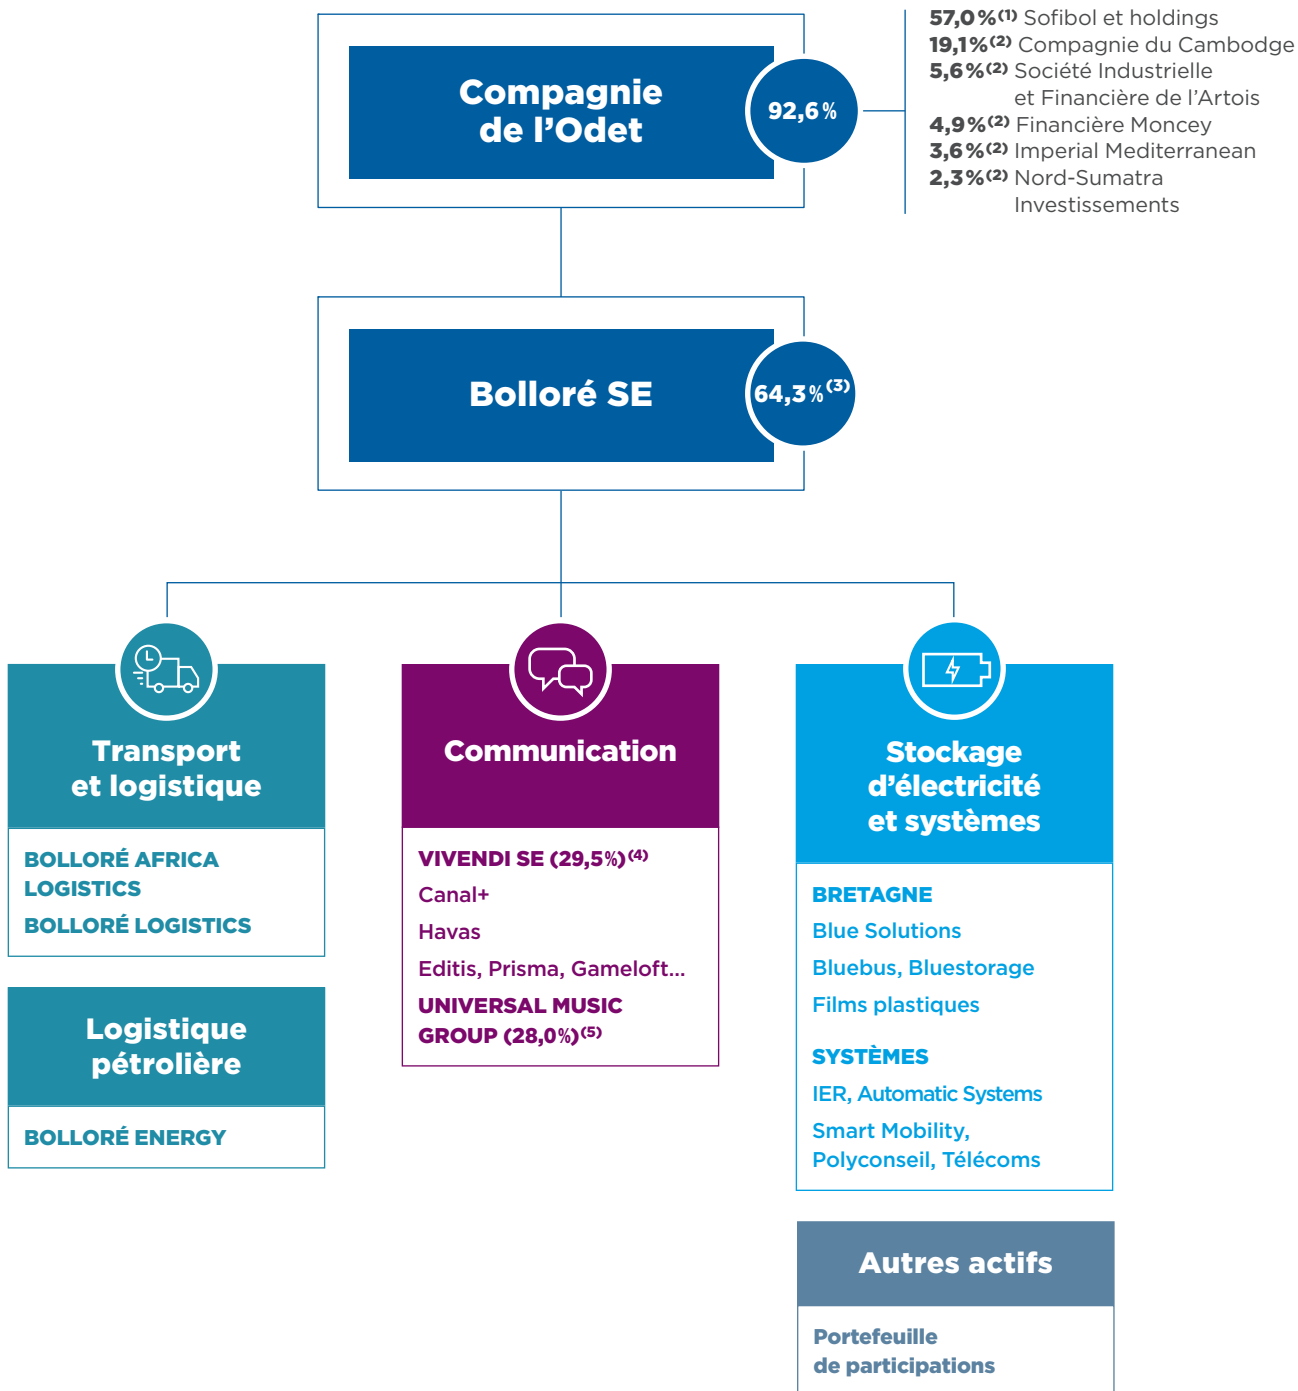 Compagnie
de l’Odet
92,6 %
57,0 %(1) Sofibol et holdings
19,1 %(2) Compagnie du Cambodge
5,6 %(2) Société Industrielle
et Financière de l’Artois
4,9 %(2) Financière Moncey
3,6 %(2) Imperial Mediterranean
2,3 %(2) Nord-Sumatra
Investissements
Bolloré SE
64,3 %(3)
Transport
et logistique
BOLLORÉ AFRICA
LOGISTICS
BOLLORÉ LOGISTICS
Logistique
pétrolière
BOLLORÉ ENERGY
Communication
VIVENDI SE (29,5 %)(4)
Canal+
Havas
Editis, Prisma, Gameloft...
UNIVERSAL MUSIC
GROUP (28,0 %)(5)
Stockage
d’électricité
et systèmes
BRETAGNE
Blue Solutions
Bluebus, Bluestorage
Films plastiques
SYSTÈMES
IER, Automatic Systems
Smart Mobility,
Polyconseil, Télécoms
Autres actifs
Portefeuille
de participations